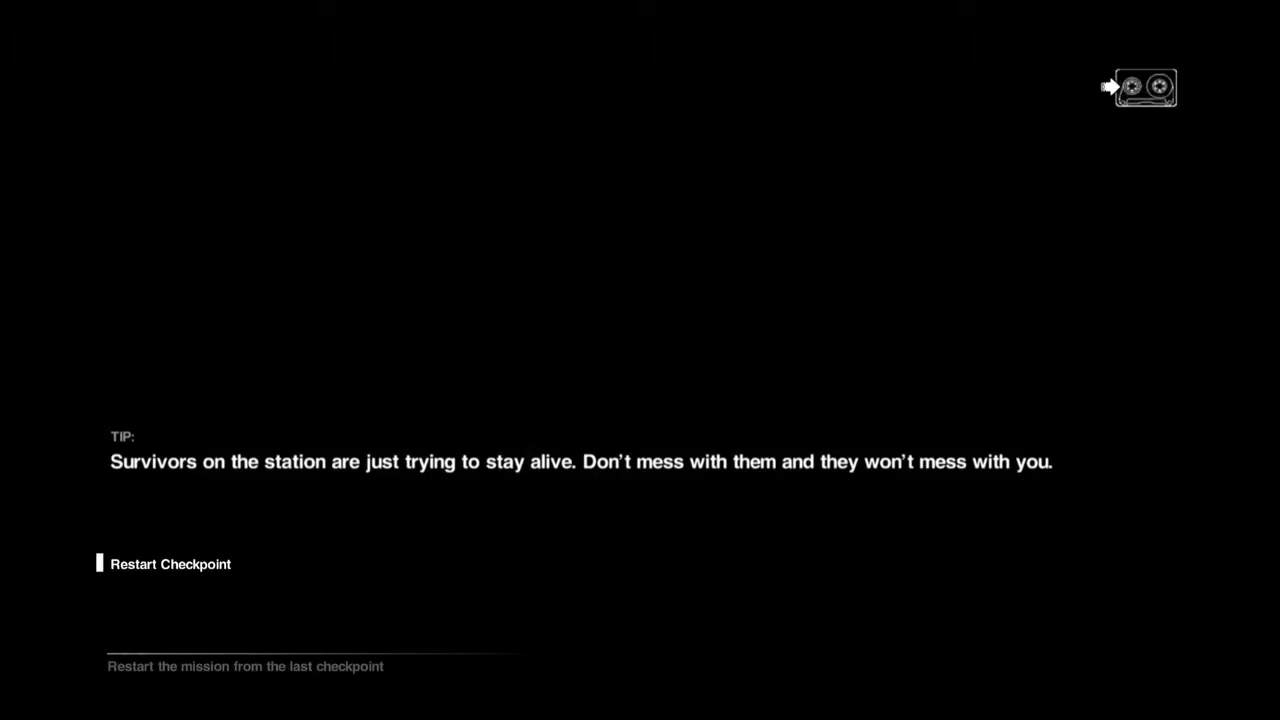 TIP:
Survivors on the station are just trying to stay alive. Don't mess with them and they won't mess with you.
Restart Checkpoint
Restart the mission from the last checkpoint